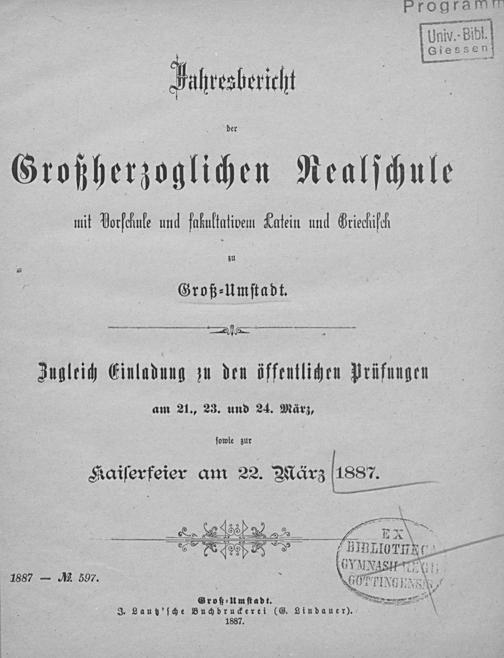 Programm
Univ.-Bibl.
Giessen
Jahresbericht
der
Großherzoglichen Realschule
mit Vorschule und fakultativem Latein und Griechisch
zu
Groß-Umstadt.
Zugleich Einladung zu den öffentlichen Prüfungen
am 21., 23. und 24. März,
sowie zur
Kaiserfeier am 22. März 1887.
EX
BIBLIOTHECA
GYMNASII REGII
GOTTINGENSIS
1887 — № 597.
Groß-Umstadt.
J. Lautz'sche Buchdruckerei (G. Lindauer).
1887.